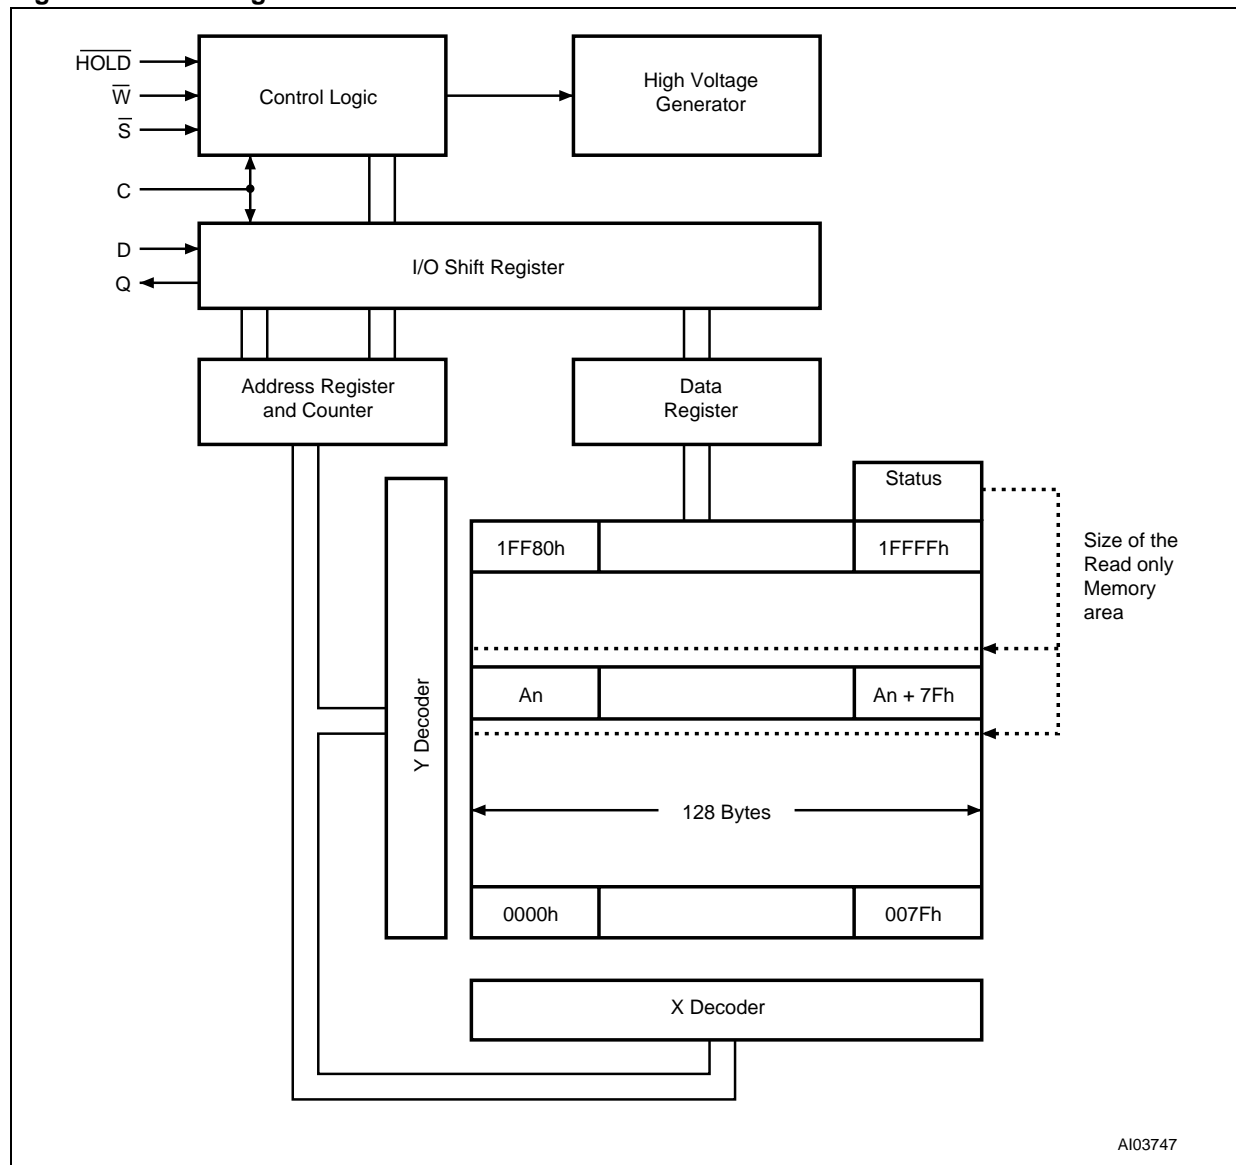 HOLD
W
S
C
D
Q
Control Logic
High Voltage
Generator
I/O Shift Register
Address Register
and Counter
Data
Register
Status
1FF80h
1FFFFh
Size of the
Read only
Memory
area
An
An + 7Fh
Y Decoder
128 Bytes
0000h
007Fh
X Decoder
AI03747